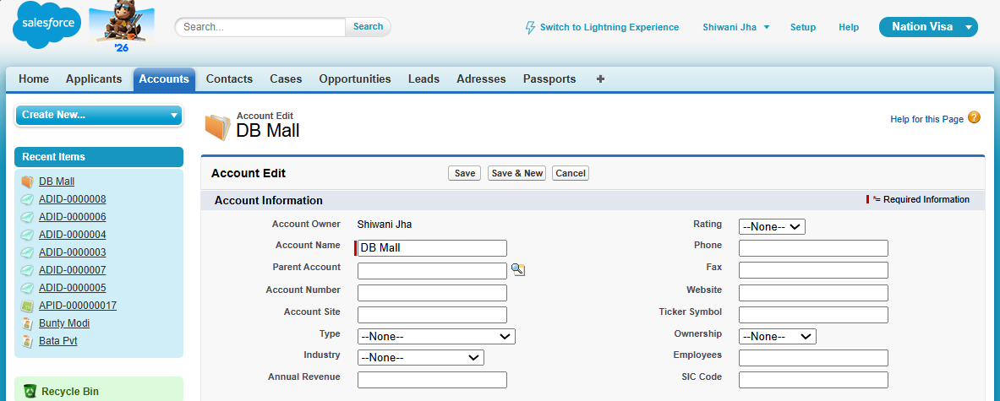 salesforce
'26
Search...
Search
Switch to Lightning Experience
Shiwani Jha
Setup
Help
Nation Visa
Home Applicants Accounts Contacts Cases Opportunities Leads Adresses Passports +
Create New...
Recent Items
DB Mall
ADID-0000008
ADID-0000006
ADID-0000004
ADID-0000003
ADID-0000007
ADID-0000005
APID-000000017
Bunty Modi
Bata Pvt
Recycle Bin
Account Edit
DB Mall
Help for this Page ?
Account Edit Save Save & New Cancel
Account Information *= Required Information
Account Owner Shiwani Jha Rating --None--
Account Name DB Mall Phone
Parent Account Fax
Account Number Website
Account Site Ticker Symbol
Type --None-- Ownership --None--
Industry --None-- Employees
Annual Revenue SIC Code